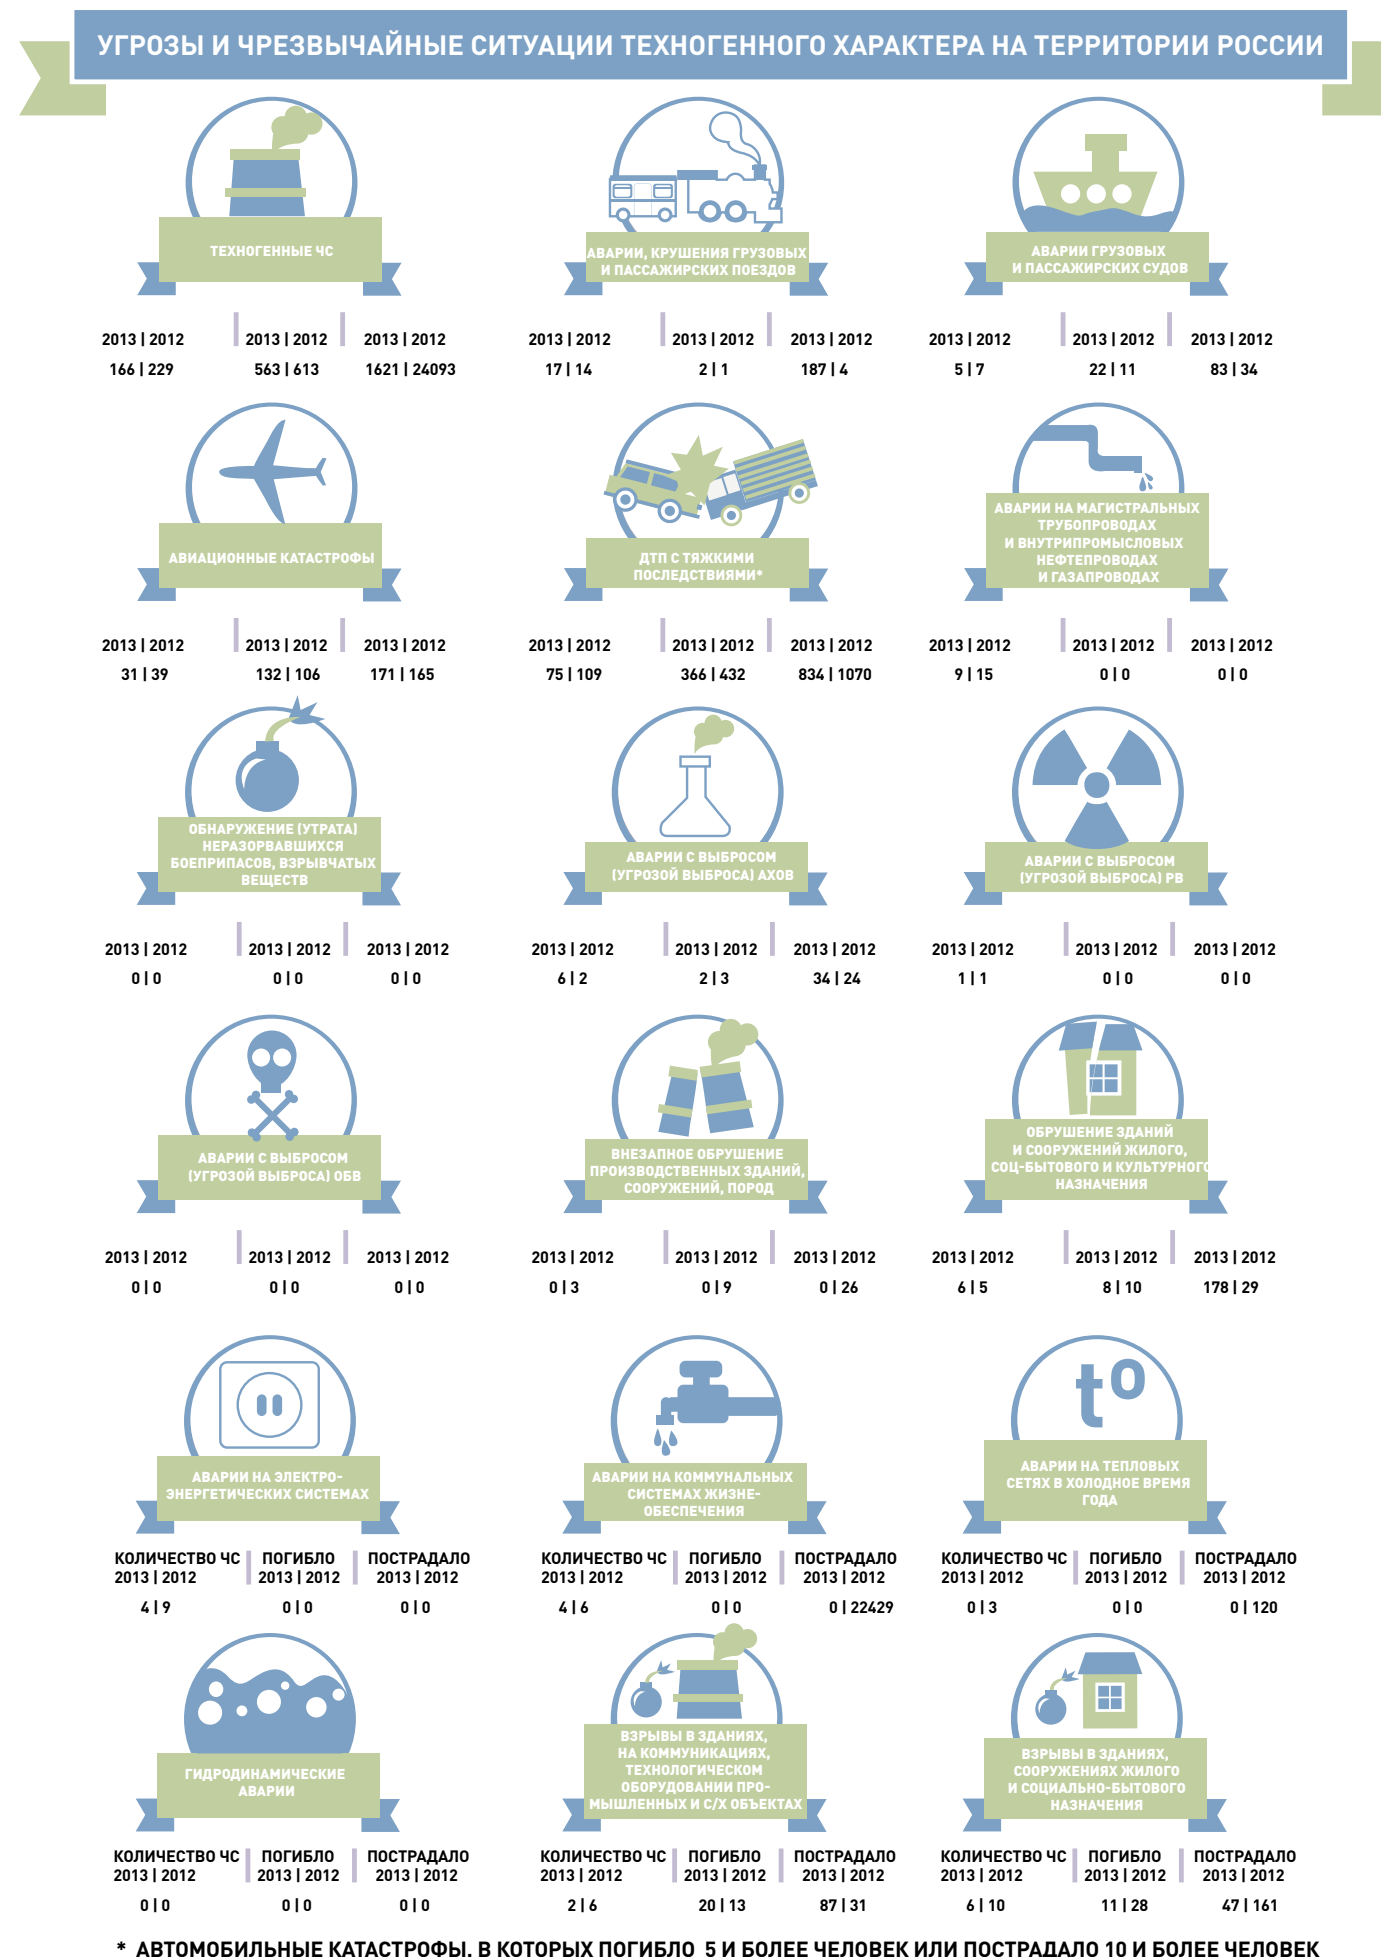 УГРОЗЫ И ЧРЕЗВЫЧАЙНЫЕ СИТУАЦИИ ТЕХНОГЕННОГО ХАРАКТЕРА НА ТЕРРИТОРИИ РОССИИ
ТЕХНОГЕННЫЕ ЧС
2013 | 2012 2013 | 2012 2013 | 2012
166 | 229 563 | 613 1621 | 24093
АВАРИИ, КРУШЕНИЯ ГРУЗОВЫХ
И ПАССАЖИРСКИХ ПОЕЗДОВ
2013 | 2012 2013 | 2012 2013 | 2012
17 | 14 2 | 1 187 | 4
АВАРИИ ГРУЗОВЫХ
И ПАССАЖИРСКИХ СУДОВ
2013 | 2012 2013 | 2012 2013 | 2012
5 | 7 22 | 11 83 | 34
АВИАЦИОННЫЕ КАТАСТРОФЫ
2013 | 2012 2013 | 2012 2013 | 2012
31 | 39 132 | 106 171 | 165
ДТП С ТЯЖКИМИ
ПОСЛЕДСТВИЯМИ*
2013 | 2012 2013 | 2012 2013 | 2012
75 | 109 366 | 432 834 | 1070
АВАРИИ НА МАГИСТРАЛЬНЫХ
ТРУБОПРОВОДАХ
И ВНУТРИПРОМЫСЛОВЫХ
НЕФТЕПРОВОДАХ
И ГАЗАПРОВОДАХ
2013 | 2012 2013 | 2012 2013 | 2012
9 | 15 0 | 0 0 | 0
ОБНАРУЖЕНИЕ (УТРАТА)
НЕРАЗОРВАВШИХСЯ
БОЕПРИПАСОВ, ВЗРЫВЧАТЫХ
ВЕЩЕСТВ
2013 | 2012 2013 | 2012 2013 | 2012
0 | 0 0 | 0 0 | 0
АВАРИИ С ВЫБРОСОМ
(УГРОЗОЙ ВЫБРОСА) АХОВ
2013 | 2012 2013 | 2012 2013 | 2012
6 | 2 2 | 3 34 | 24
АВАРИИ С ВЫБРОСОМ
(УГРОЗОЙ ВЫБРОСА) РВ
2013 | 2012 2013 | 2012 2013 | 2012
1 | 1 0 | 0 0 | 0
АВАРИИ С ВЫБРОСОМ
(УГРОЗОЙ ВЫБРОСА) ОБВ
2013 | 2012 2013 | 2012 2013 | 2012
0 | 0 0 | 0 0 | 0
ВНЕЗАПНОЕ ОБРУШЕНИЕ
ПРОИЗВОДСТВЕННЫХ ЗДАНИЙ,
СООРУЖЕНИЙ, ПОРОД
2013 | 2012 2013 | 2012 2013 | 2012
0 | 3 0 | 9 0 | 26
ОБРУШЕНИЕ ЗДАНИЙ
И СООРУЖЕНИЙ ЖИЛОГО,
СОЦ-БЫТОВОГО И КУЛЬТУРНОГО
НАЗНАЧЕНИЯ
2013 | 2012 2013 | 2012 2013 | 2012
6 | 5 8 | 10 178 | 29
АВАРИИ НА ЭЛЕКТРО-
ЭНЕРГЕТИЧЕСКИХ СИСТЕМАХ
КОЛИЧЕСТВО ЧС ПОГИБЛО ПОСТРАДАЛО
2013 | 2012 2013 | 2012 2013 | 2012
4 | 9 0 | 0 0 | 0
АВАРИИ НА КОММУНАЛЬНЫХ
СИСТЕМАХ ЖИЗНЕ-
ОБЕСПЕЧЕНИЯ
КОЛИЧЕСТВО ЧС ПОГИБЛО ПОСТРАДАЛО
2013 | 2012 2013 | 2012 2013 | 2012
4 | 6 0 | 0 0 | 22429
tº
АВАРИИ НА ТЕПЛОВЫХ
СЕТЯХ В ХОЛОДНОЕ ВРЕМЯ
ГОДА
КОЛИЧЕСТВО ЧС ПОГИБЛО ПОСТРАДАЛО
2013 | 2012 2013 | 2012 2013 | 2012
0 | 3 0 | 0 0 | 120
ГИДРОДИНАМИЧЕСКИЕ
АВАРИИ
КОЛИЧЕСТВО ЧС ПОГИБЛО ПОСТРАДАЛО
2013 | 2012 2013 | 2012 2013 | 2012
0 | 0 0 | 0 0 | 0
ВЗРЫВЫ В ЗДАНИЯХ,
НА КОММУНИКАЦИЯХ,
ТЕХНОЛОГИЧЕСКОМ
ОБОРУДОВАНИИ ПРО-
МЫШЛЕННЫХ И С/Х ОБЪЕКТАХ
КОЛИЧЕСТВО ЧС ПОГИБЛО ПОСТРАДАЛО
2013 | 2012 2013 | 2012 2013 | 2012
2 | 6 20 | 13 87 | 31
ВЗРЫВЫ В ЗДАНИЯХ,
СООРУЖЕНИЯХ ЖИЛОГО
И СОЦИАЛЬНО-БЫТОВОГО
НАЗНАЧЕНИЯ
КОЛИЧЕСТВО ЧС ПОГИБЛО ПОСТРАДАЛО
2013 | 2012 2013 | 2012 2013 | 2012
6 | 10 11 | 28 47 | 161
* АВТОМОБИЛЬНЫЕ КАТАСТРОФЫ, В КОТОРЫХ ПОГИБЛО 5 И БОЛЕЕ ЧЕЛОВЕК ИЛИ ПОСТРАДАЛО 10 И БОЛЕЕ ЧЕЛОВЕК